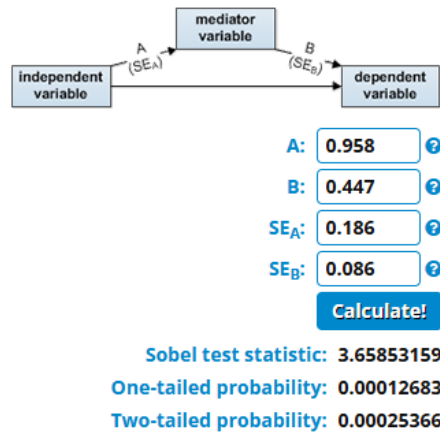 mediator
variable
A
(SEA)
B
(SEB)
independent
variable
dependent
variable
A: 0.958 ?
B: 0.447 ?
SEA: 0.186 ?
SEB: 0.086 ?
Calculate!
Sobel test statistic: 3.65853159
One-tailed probability: 0.00012683
Two-tailed probability: 0.00025366